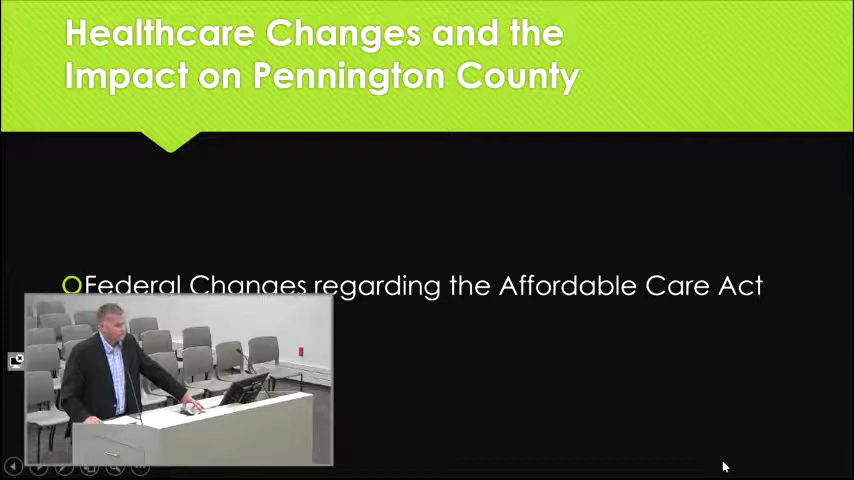 Healthcare Changes and the
Impact on Pennington County
Federal Changes regarding the Affordable Care Act